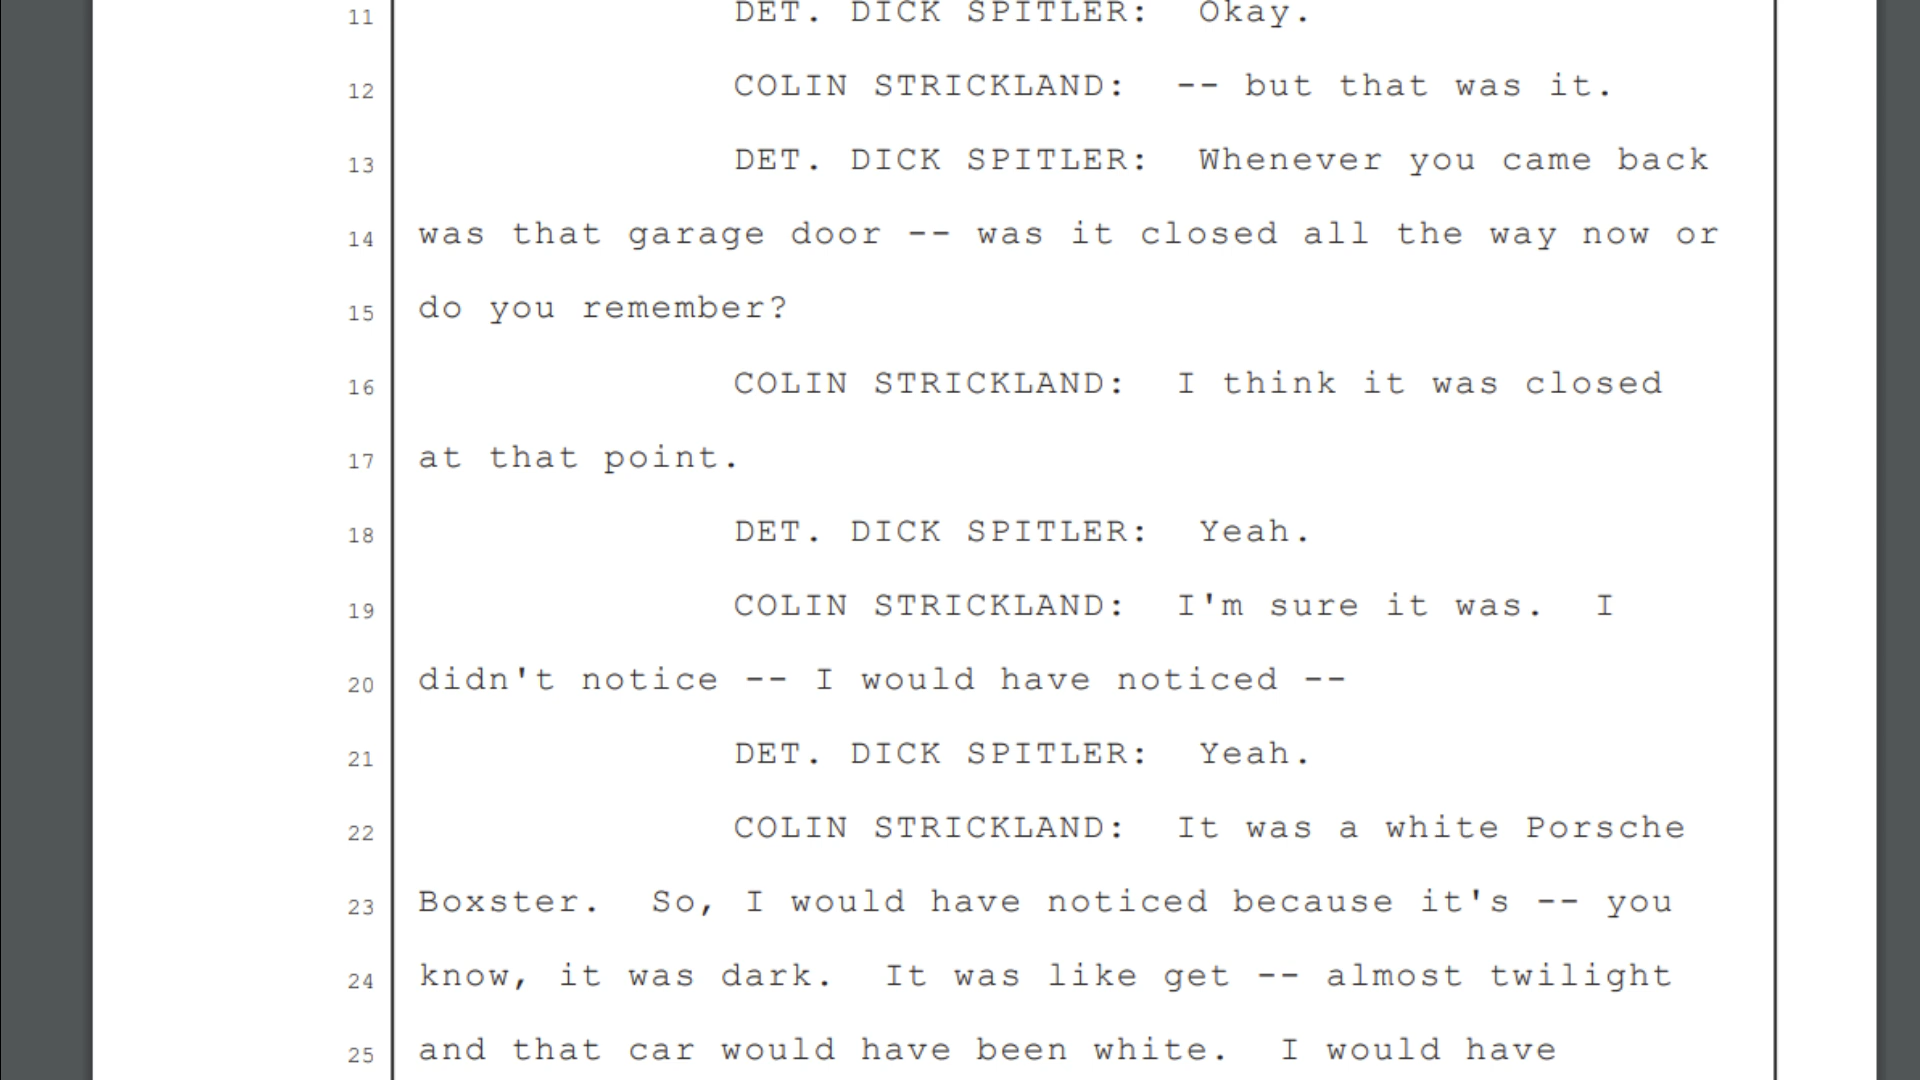 11 DET. DICK SPITLER: Okay.
12 COLIN STRICKLAND: -- but that was it.
13 DET. DICK SPITLER: Whenever you came back
14 was that garage door -- was it closed all the way now or
15 do you remember?
16 COLIN STRICKLAND: I think it was closed
17 at that point.
18 DET. DICK SPITLER: Yeah.
19 COLIN STRICKLAND: I'm sure it was. I
20 didn't notice -- I would have noticed --
21 DET. DICK SPITLER: Yeah.
22 COLIN STRICKLAND: It was a white Porsche
23 Boxster. So, I would have noticed because it's -- you
24 know, it was dark. It was like get -- almost twilight
25 and that car would have been white. I would have